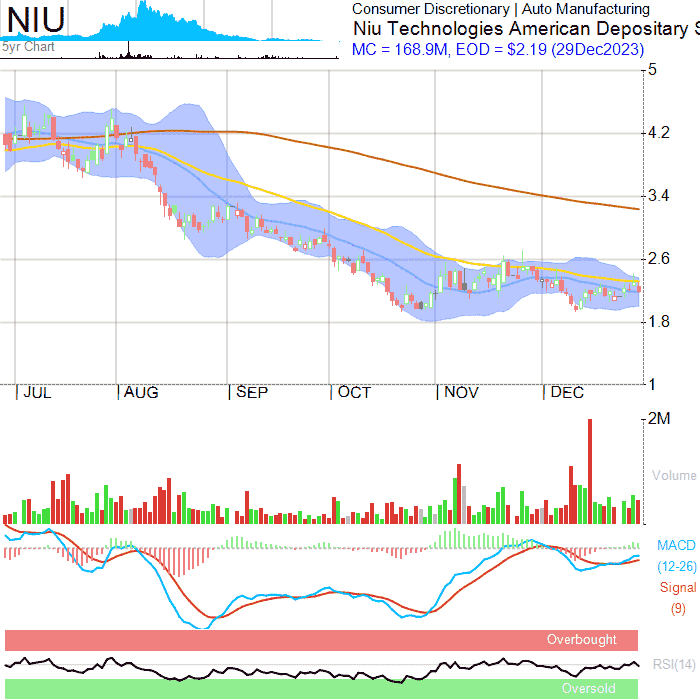 NIU
5yr Chart
Consumer Discretionary | Auto Manufacturing
Niu Technologies American Depositary S
MC = 168.9M, EOD = $2.19 (29Dec2023)
5
4.2
3.4
2.6
1.8
1
JUL AUG SEP OCT NOV DEC
2M
Volume
MACD
(12-26)
Signal
(9)
Overbought
RSI(14)
Oversold